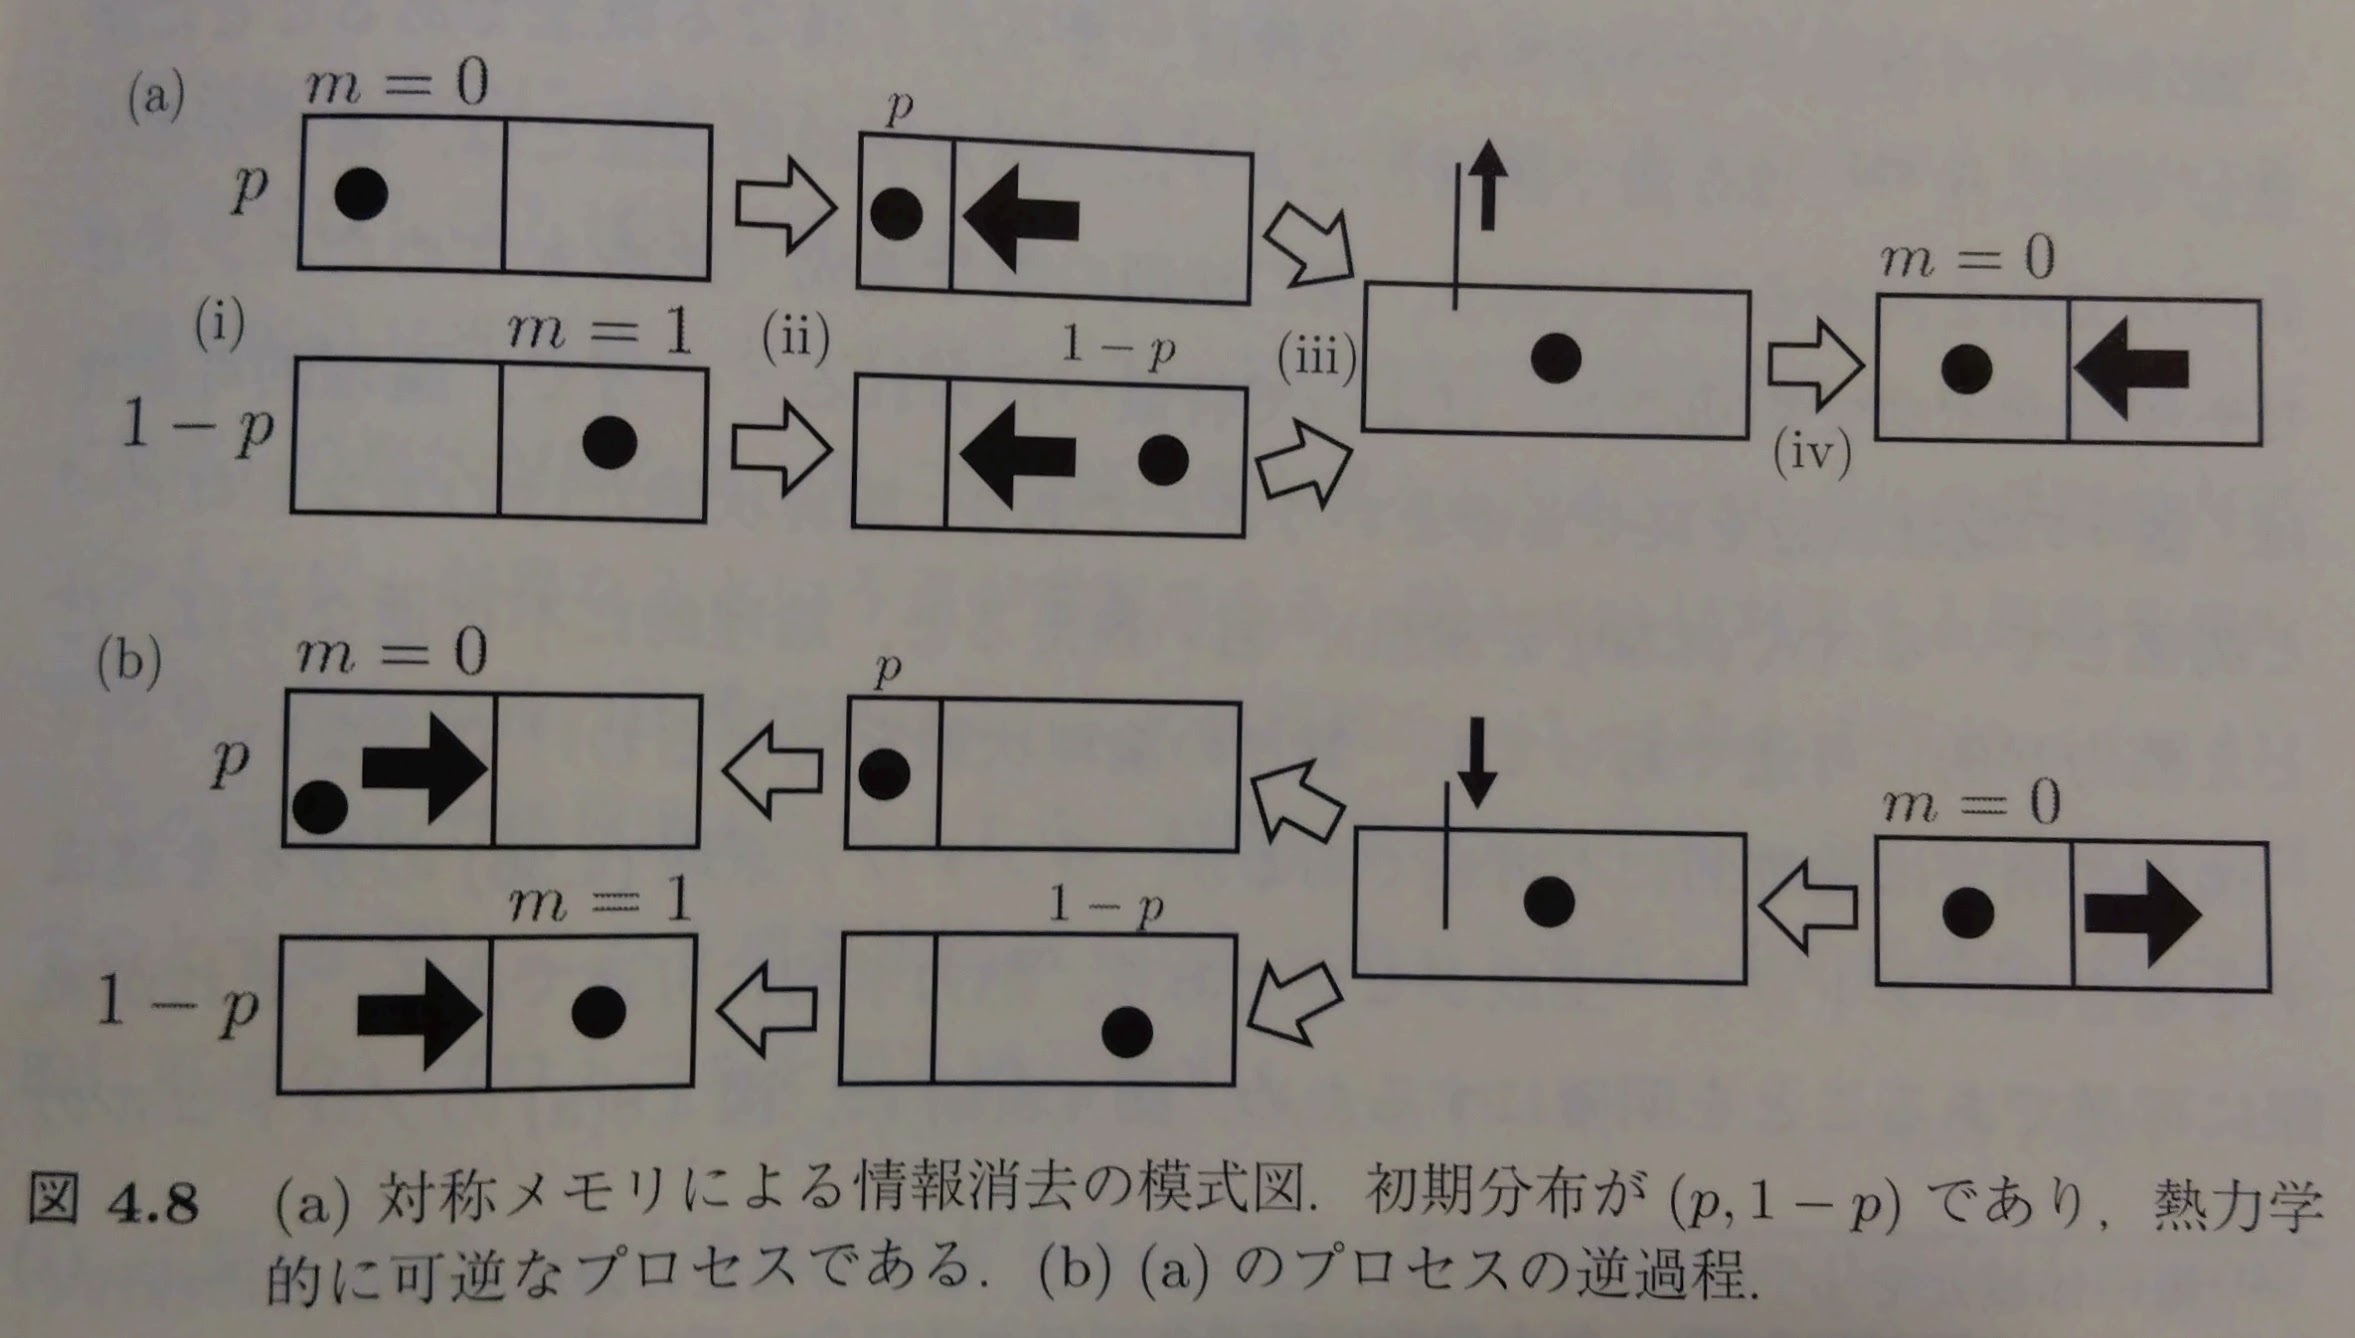 (a)
m = 0
p
p
m = 0
(i)
m = 1
(ii)
1 − p
(iii)
1 − p
(iv)
(b)
m = 0
p
p
m = 0
m = 1
1 − p
1 − p
図 4.8 (a) 対称メモリによる情報消去の模式図. 初期分布が (p, 1 − p) であり, 熱力学
的に可逆なプロセスである. (b) (a) のプロセスの逆過程.